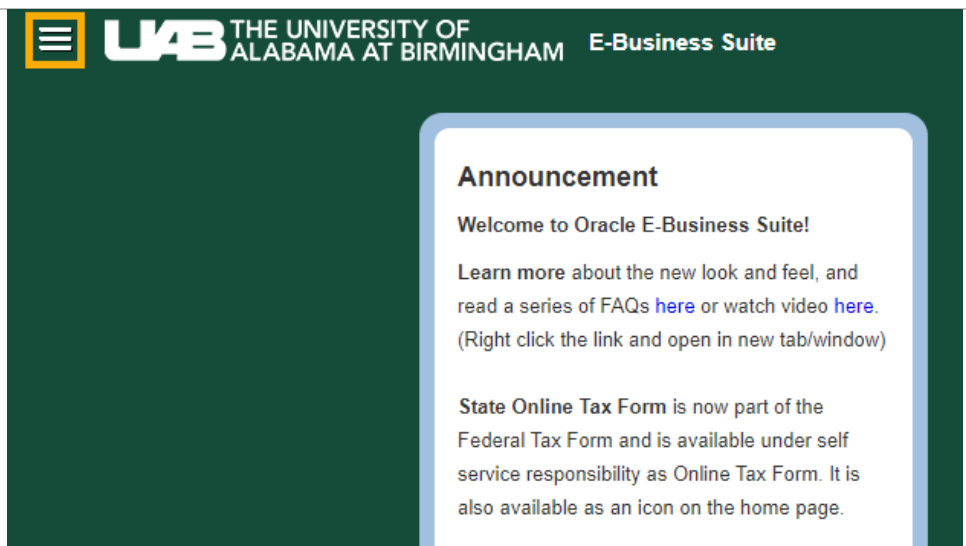 UAB THE UNIVERSITY OF
ALABAMA AT BIRMINGHAM E-Business Suite
Announcement
Welcome to Oracle E-Business Suite!
Learn more about the new look and feel, and
read a series of FAQs here or watch video here.
(Right click the link and open in new tab/window)
State Online Tax Form is now part of the
Federal Tax Form and is available under self
service responsibility as Online Tax Form. It is
also available as an icon on the home page.